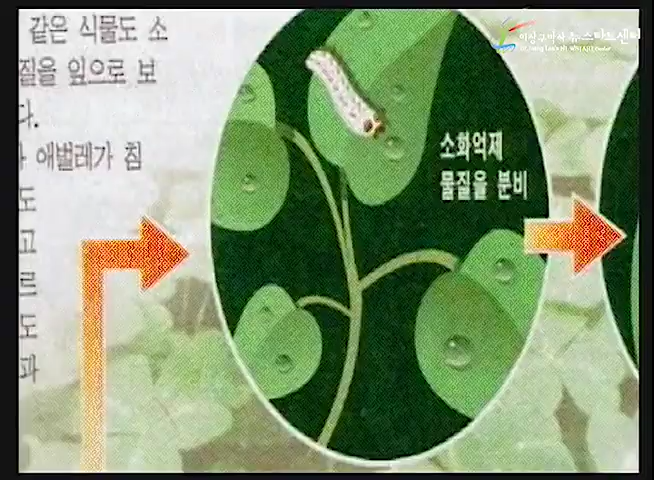 같은 식물도 소
질을 잎으로 보
다.
애벌레가 침
도
고
르
도
과
소화억제
물질을 분비